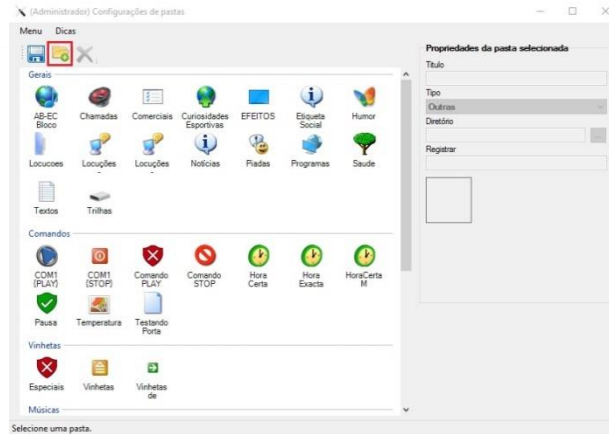 (Administrador) Configurações de pastas
Menu Dicas
Gerais
AB-EC Bloco
Chamadas
Comerciais
Curiosidades Esportivas
EFEITOS
Etiqueta Social
Humor
Locucoes
Locuções -
Locuções -
Notícias
Piadas
Programas
Saude
Textos
Trilhas
Comandos
COM1 (PLAY)
COM1 (STOP)
Comando PLAY
Comando STOP
Hora Certa
Hora Exacta
HoraCerta M
Pausa
Temperatura
Testando Porta
Vinhetas
Especiais
Vinhetas
Vinhetas de
Músicas
Propriedades da pasta selecionada
Título
Tipo
Outras
Diretório
...
Registrar
Selecione uma pasta.